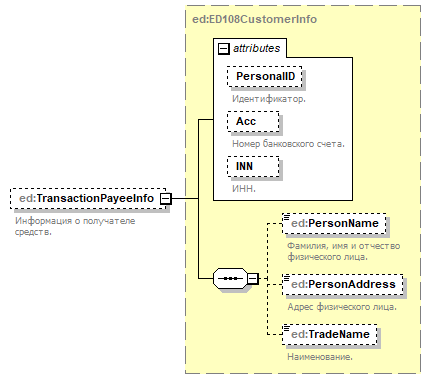 ed:ED108CustomerInfo
attributes
PersonalID
Идентификатор.
Acc
Номер банковского счета.
INN
ИНН.
ed:TransactionPayeeInfo
Информация о получателе
средств.
ed:PersonName
Фамилия, имя и отчество
физического лица.
ed:PersonAddress
Адрес физического лица.
ed:TradeName
Наименование.